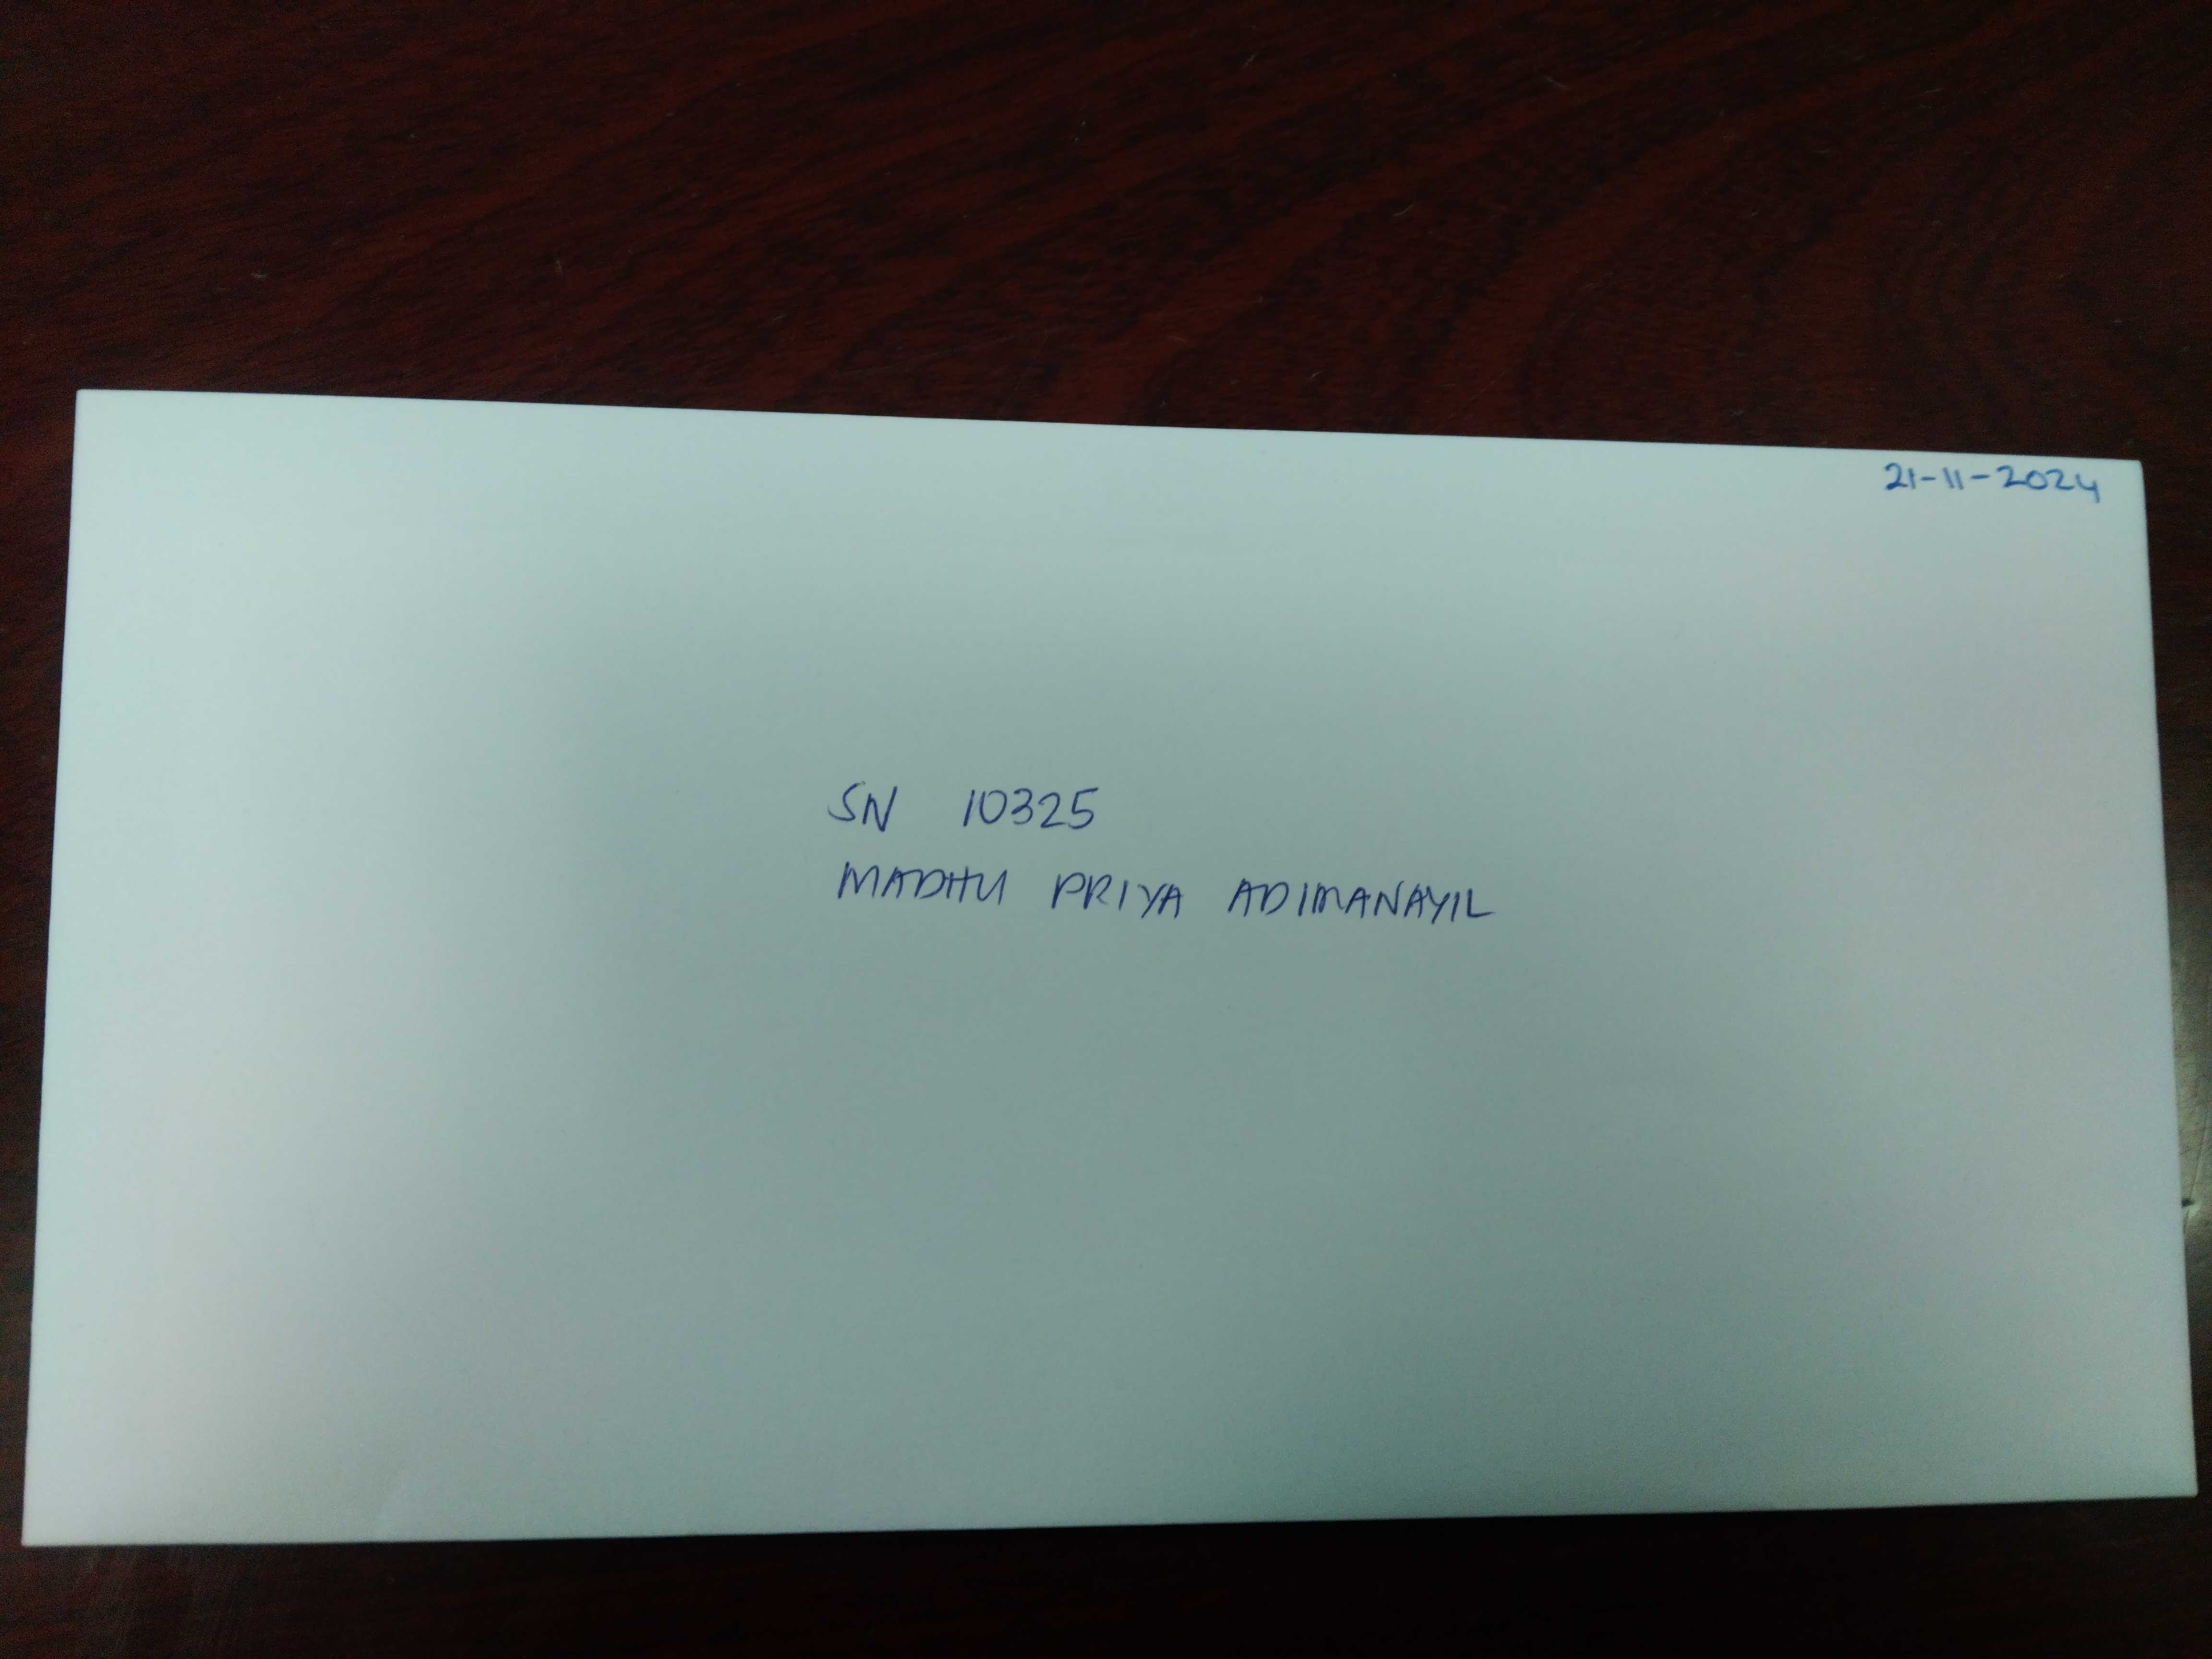 21-11-2024
SN 10325
MADHU PRIYA ADIMANAYIL